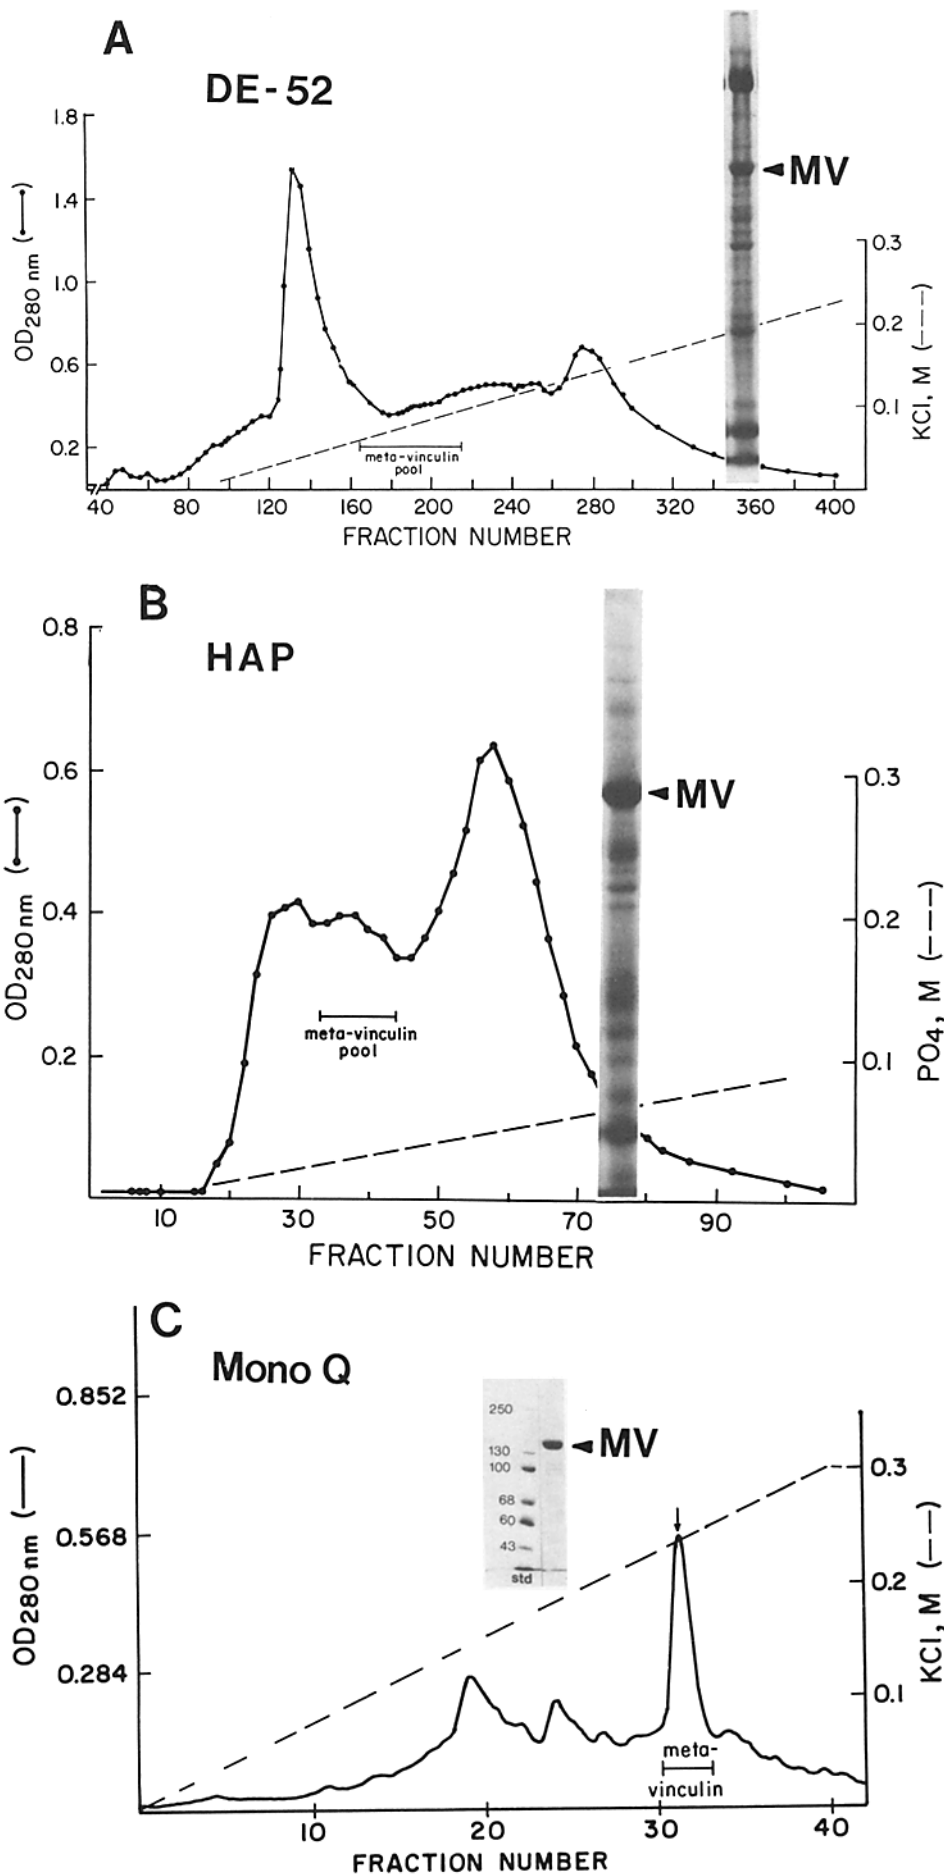 A
DE-52
MV
1.8
1.4
1.0
0.6
0.2
OD280 nm (•—•)
0.3
0.2
0.1
KCl, M (---)
meta-vinculin
pool
40 80 120 160 200 240 280 320 360 400
FRACTION NUMBER
B
HAP
MV
0.8
0.6
0.4
0.2
OD280nm (•—•)
0.3
0.2
0.1
PO4, M (---)
meta-vinculin
pool
10 30 50 70 90
FRACTION NUMBER
C
Mono Q
MV
250
130
100
68
60
43
std
0.852
0.568
0.284
OD280nm (—)
0.3
0.2
0.1
KCl, M (---)
meta-
vinculin
10 20 30 40
FRACTION NUMBER